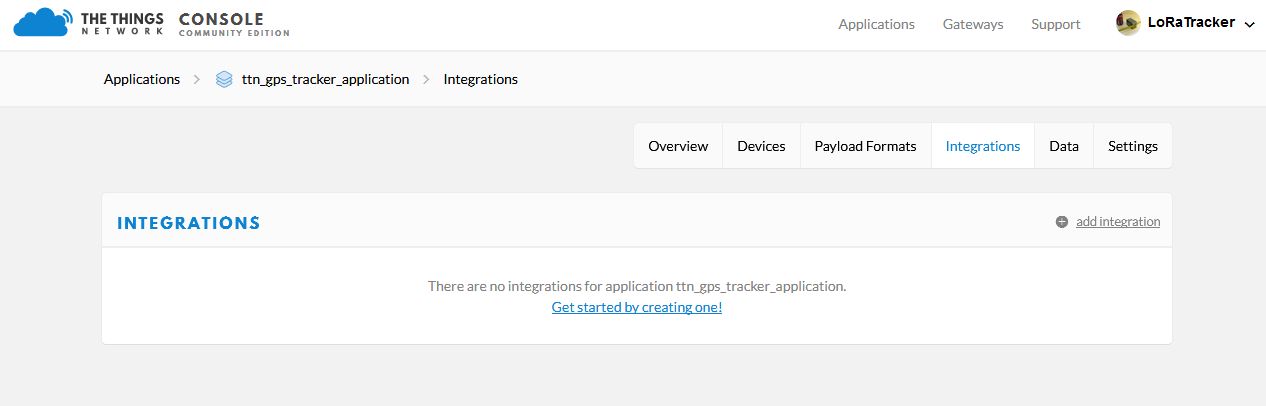 THE THINGS
NETWORK
CONSOLE
COMMUNITY EDITION
Applications Gateways Support LoRaTracker
Applications ttn_gps_tracker_application Integrations
Overview Devices Payload Formats Integrations Data Settings
INTEGRATIONS add integration
There are no integrations for application ttn_gps_tracker_application.
Get started by creating one!